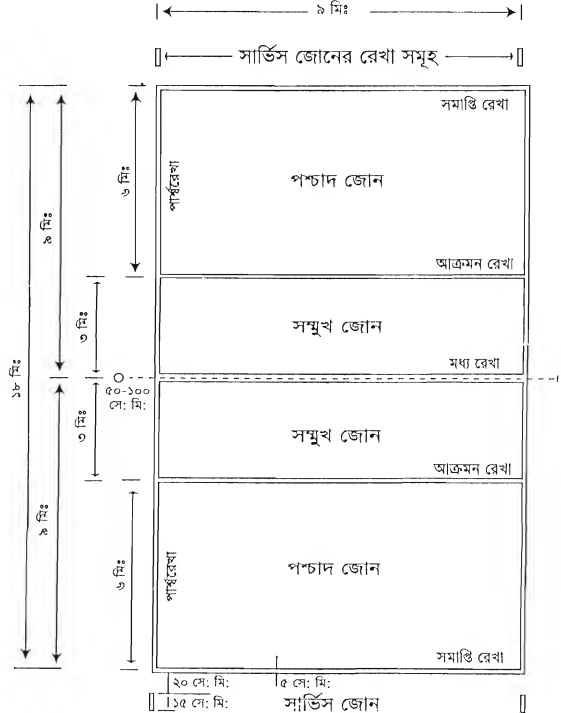 ৯ মিঃ
সার্ভিস জোনের রেখা সমূহ
সমাপ্তি রেখা
পার্শ্বরেখা
পশ্চাদ জোন
৬ মিঃ
৯ মিঃ
আক্রমন রেখা
সম্মুখ জোন
৩ মিঃ
মধ্য রেখা
১৮ মিঃ
৫০-১০০
সে: মি:
৩ মিঃ
সম্মুখ জোন
আক্রমন রেখা
৯ মিঃ
৬ মিঃ
পার্শ্বরেখা
পশ্চাদ জোন
সমাপ্তি রেখা
২০ সে: মি:
৫ সে: মি:
১৫ সে: মি:
সার্ভিস জোন